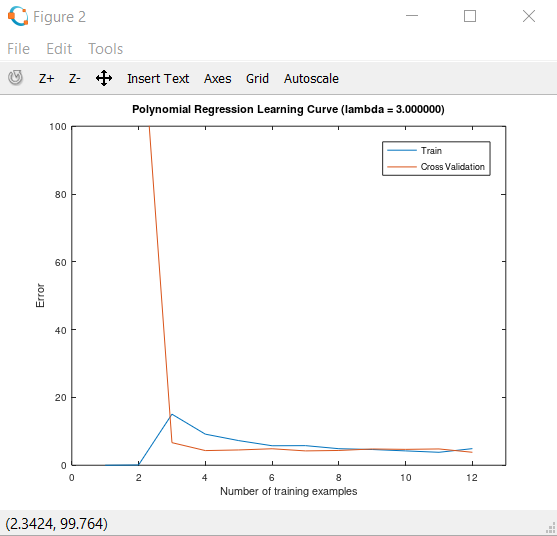 Figure 2
File Edit Tools
Z+ Z- Insert Text Axes Grid Autoscale
Polynomial Regression Learning Curve (lambda = 3.000000)
100
80
60
40
20
0
Error
Train
Cross Validation
0 2 4 6 8 10 12
Number of training examples
(2.3424, 99.764)